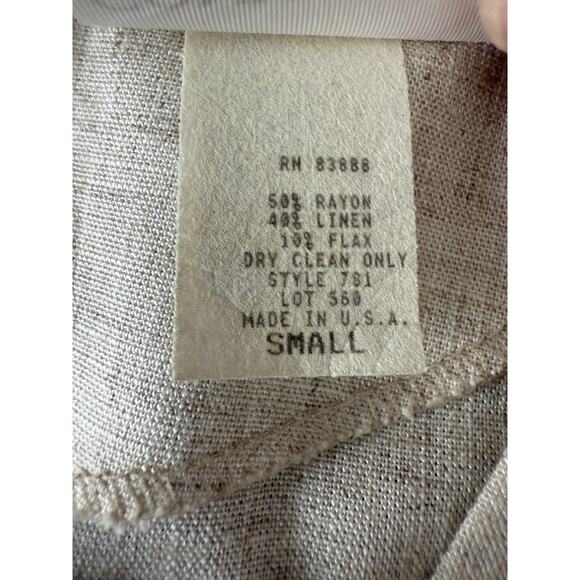 RN 83888
50% RAYON
40% LINEN
10% FLAX
DRY CLEAN ONLY
STYLE 781
LOT 560
MADE IN U.S.A.
SMALL